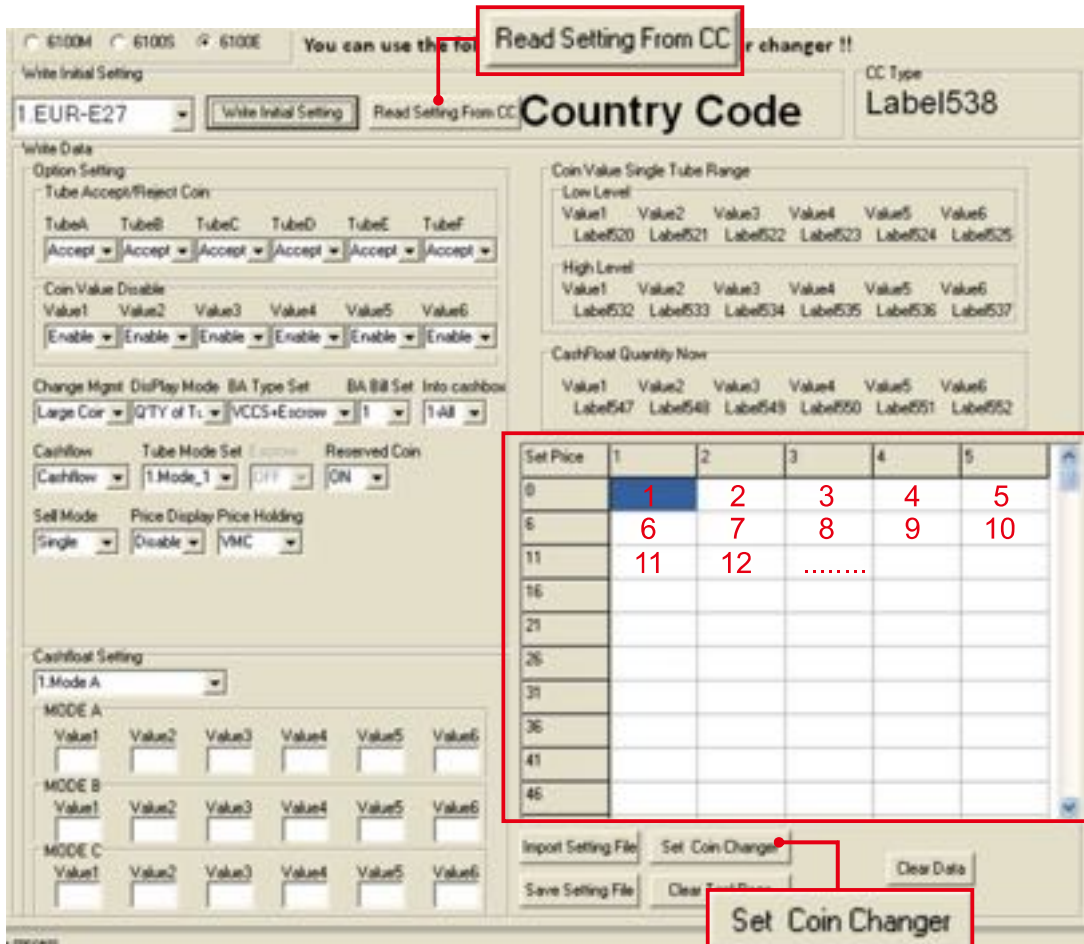 6100M 6100S 6100E You can use the fo
Read Setting From CC
r changer !!
Write Initial Setting
CC Type
1.EUR-E27 Write Initial Setting Read Setting From CC Country Code Label538
Write Data
Option Setting
Tube Accept/Reject Coin
TubeA TubeB TubeC TubeD TubeE TubeF
Accept Accept Accept Accept Accept Accept
Coin Value Disable
Value1 Value2 Value3 Value4 Value5 Value6
Enable Enable Enable Enable Enable Enable
Change Mgmt DisPlay Mode BA Type Set BA Bill Set Into cashbox
Large Coir Q'TY of Tu VCCS+Escrow 1 1-All
Cashflow Tube Mode Set Escrow Reserved Coin
Cashflow 1.Mode_1 OFF ON
Sell Mode Price Display Price Holding
Single Disable VMC
Coin Value Single Tube Range
Low Level
Value1 Value2 Value3 Value4 Value5 Value6
Label520 Label521 Label522 Label523 Label524 Label525
High Level
Value1 Value2 Value3 Value4 Value5 Value6
Label532 Label533 Label534 Label535 Label536 Label537
CashFloat Quantity Now
Value1 Value2 Value3 Value4 Value5 Value6
Label547 Label548 Label549 Label550 Label551 Label552
Set Price 1 2 3 4 5
0 1 2 3 4 5
6 6 7 8 9 10
11 11 12 ........
16
21
26
31
36
41
46
Cashfloat Setting
1.Mode A
MODE A
Value1 Value2 Value3 Value4 Value5 Value6
MODE B
Value1 Value2 Value3 Value4 Value5 Value6
MODE C
Value1 Value2 Value3 Value4 Value5 Value6
Import Setting File Set Coin Changer
Clear Data
Save Setting File Clear
Set Coin Changer